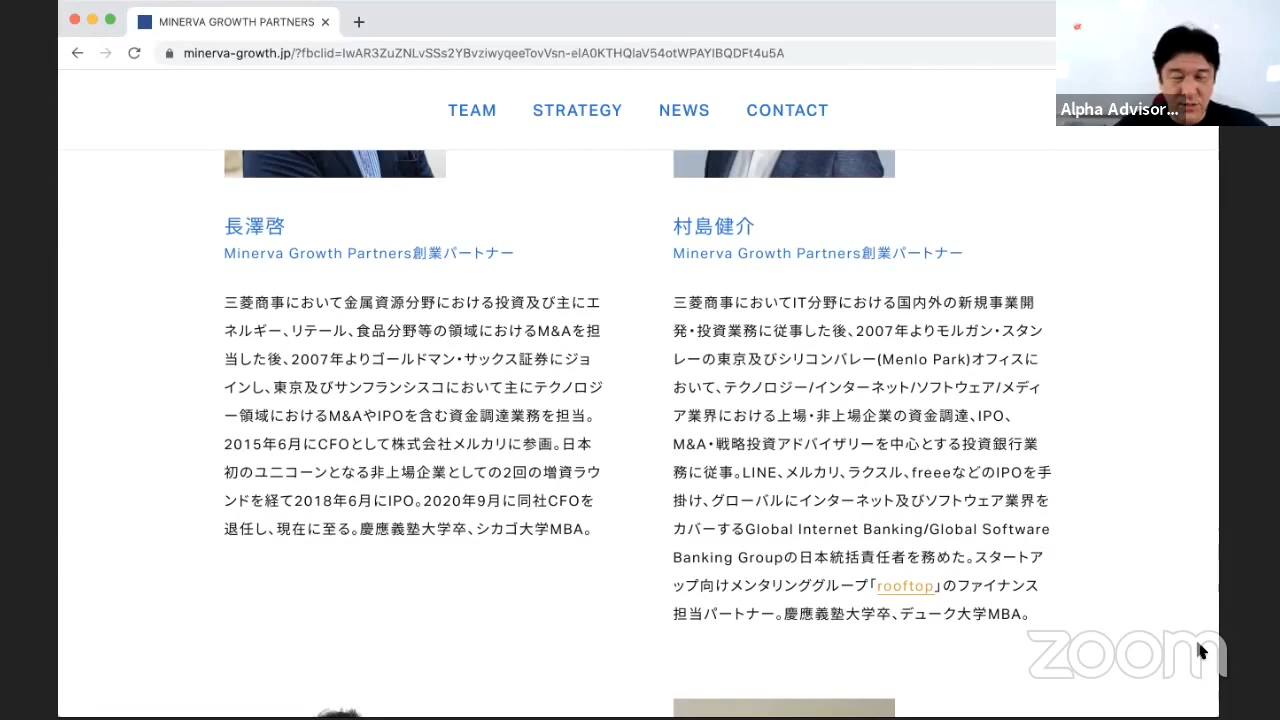 MINERVA GROWTH PARTNERS
minerva-growth.jp/?fbclid=IwAR3ZuZNLvSSs2YBvziwyqeeTovVsn-elA0KTHQlaV54otWPAYIBQDFt4u5A
TEAM STRATEGY NEWS CONTACT
Alpha Advisor...
長澤啓
Minerva Growth Partners創業パートナー
三菱商事において金属資源分野における投資及び主にエ
ネルギー、リテール、食品分野等の領域におけるM&Aを担
当した後、2007年よりゴールドマン・サックス証券にジョ
インし、東京及びサンフランシスコにおいて主にテクノロジ
ー領域におけるM&AやIPOを含む資金調達業務を担当。
2015年6月にCFOとして株式会社メルカリに参画。日本
初のユニコーンとなる非上場企業としての2回の増資ラウ
ンドを経て2018年6月にIPO。2020年9月に同社CFOを
退任し、現在に至る。慶應義塾大学卒、シカゴ大学MBA。
村島健介
Minerva Growth Partners創業パートナー
三菱商事においてIT分野における国内外の新規事業開
発・投資業務に従事した後、2007年よりモルガン・スタン
レーの東京及びシリコンバレー(Menlo Park)オフィスに
おいて、テクノロジー/インターネット/ソフトウェア/メディ
ア業界における上場・非上場企業の資金調達、IPO、
M&A・戦略投資アドバイザリーを中心とする投資銀行業
務に従事。LINE、メルカリ、ラクスル、freeeなどのIPOを手
掛け、グローバルにインターネット及びソフトウェア業界を
カバーするGlobal Internet Banking/Global Software
Banking Groupの日本統括責任者を務めた。スタートア
ップ向けメンタリンググループ「rooftop」のファイナンス
担当パートナー。慶應義塾大学卒、デューク大学MBA。
zoom